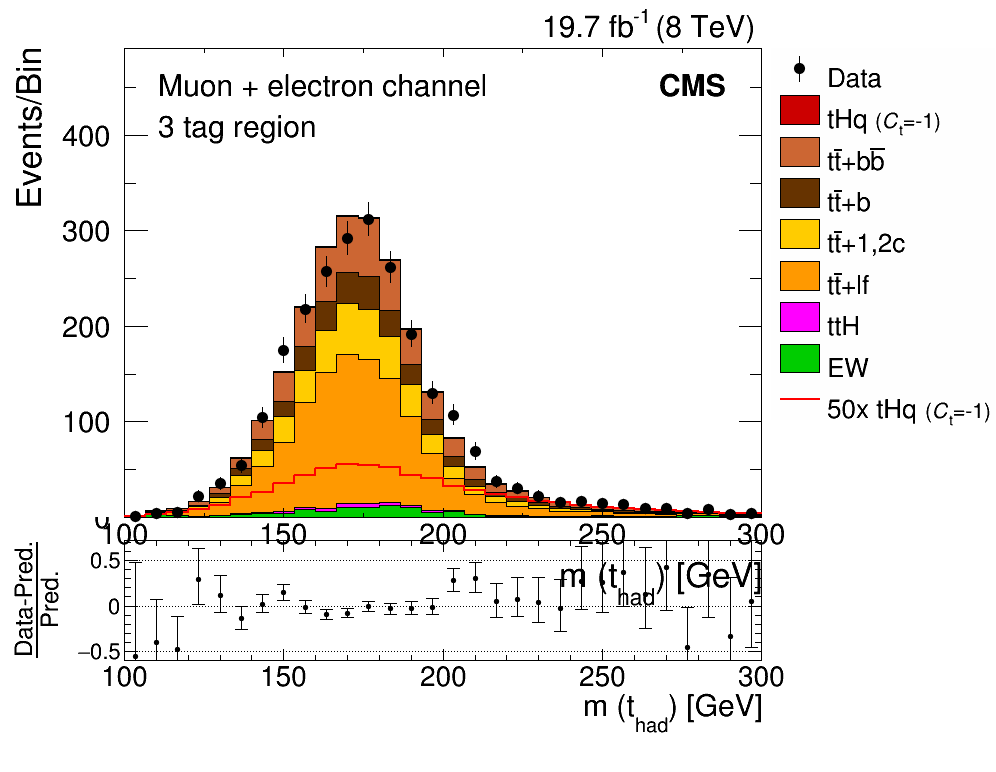 19.7 fb⁻¹ (8 TeV)
Events/Bin
Muon + electron channel
CMS
3 tag region
400
300
200
100
Data
tHq (Cₜ=-1)
tt̄+bb̄
tt̄+b
tt̄+1,2c
tt̄+lf
ttH
EW
50x tHq (Cₜ=-1)
100 150 200 250 300
m (t_had) [GeV]
Data-Pred.
Pred.
0.5
0
−0.5
100 150 200 250 300
m (t_had) [GeV]